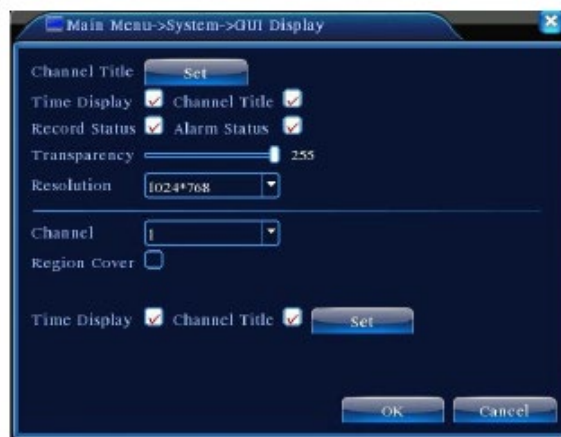 Main Menu->System->GUI Display
Channel Title Set
Time Display Channel Title
Record Status Alarm Status
Transparency 255
Resolution 1024*768
Channel 1
Region Cover
Time Display Channel Title Set
OK Cancel